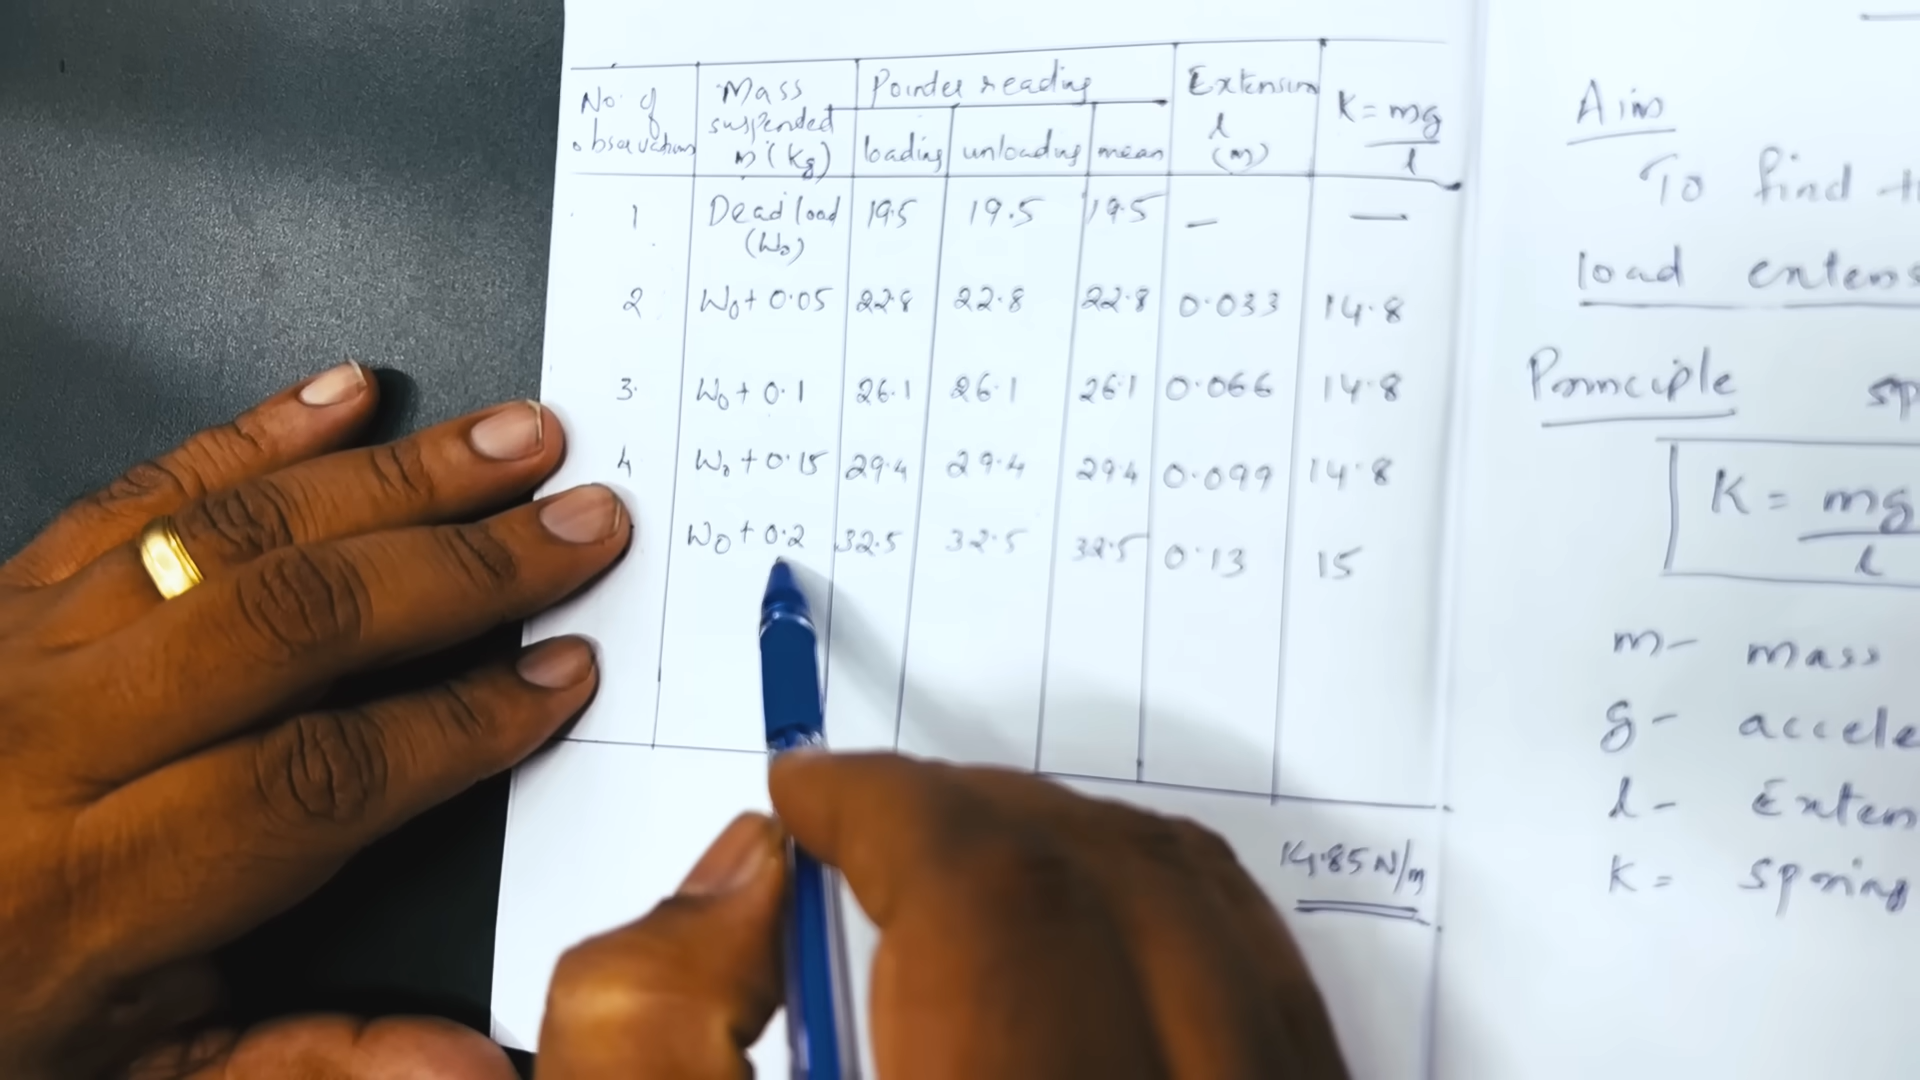 No. of observations | Mass suspended m (Kg) | Pointer reading | Extension l (m) | K = mg/l
loading | unloading | mean
1 | Dead load (W0) | 19.5 | 19.5 | 19.5 | — | —
2 | W0 + 0.05 | 22.8 | 22.8 | 22.8 | 0.033 | 14.8
3. | W0 + 0.1 | 26.1 | 26.1 | 26.1 | 0.066 | 14.8
4 | W0 + 0.15 | 29.4 | 29.4 | 29.4 | 0.099 | 14.8
W0 + 0.2 | 32.5 | 32.5 | 32.5 | 0.13 | 15
14.85 N/m
Aim
To find
load extens
Principle sp
K = mg/l
m - mass
g - accele
l - Exten
K = spring